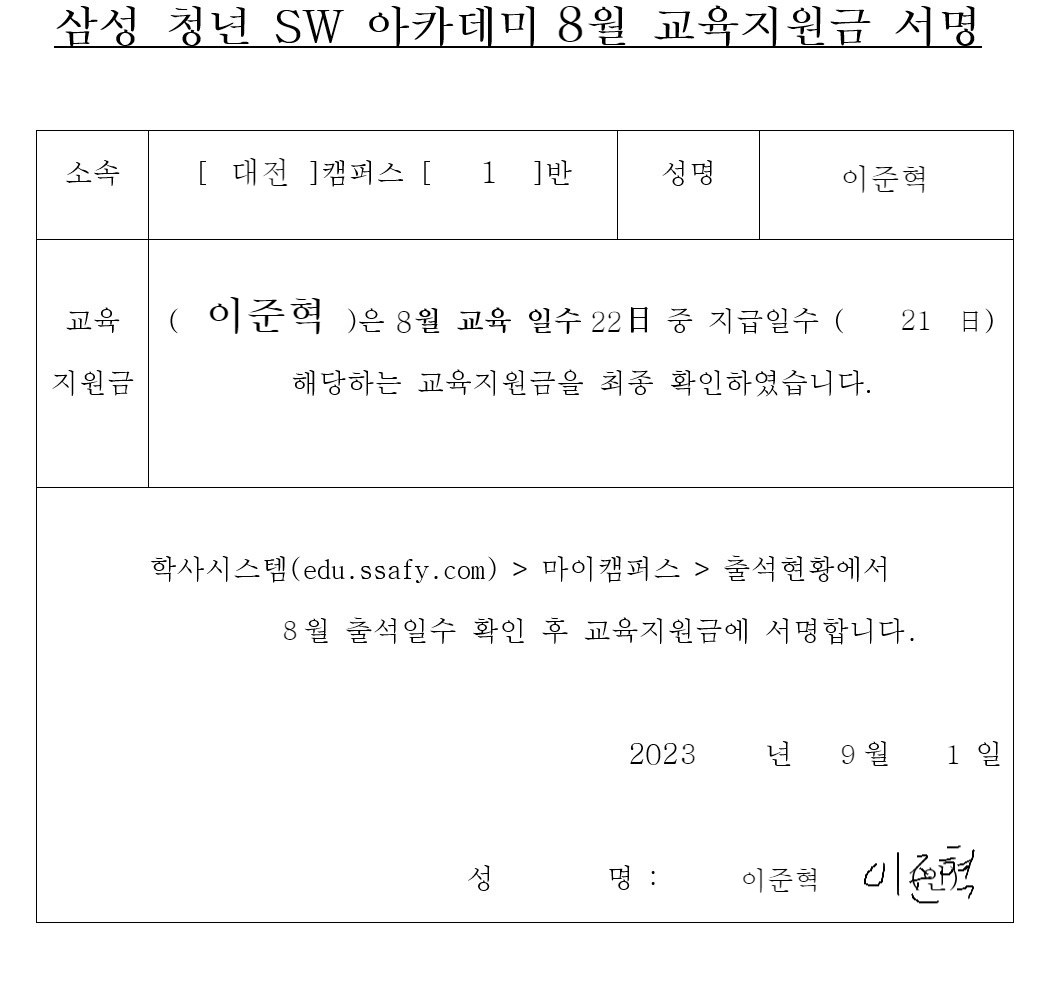 삼성 청년 SW 아카데미 8월 교육지원금 서명
소속 [ 대전 ]캠퍼스 [ 1 ]반 성명 이준혁
교육 지원금
( 이준혁 )은 8월 교육 일수 22日 중 지급일수 ( 21 日)
해당하는 교육지원금을 최종 확인하였습니다.
학사시스템(edu.ssafy.com) > 마이캠퍼스 > 출석현황에서
8월 출석일수 확인 후 교육지원금에 서명합니다.
2023 년 9월 1 일
성 명 : 이준혁 이준혁